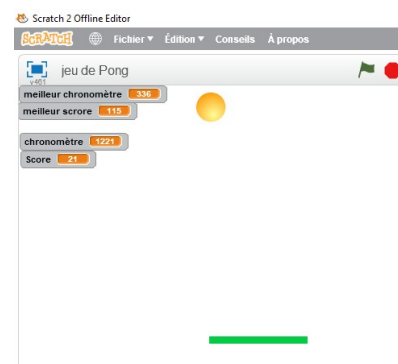 Scratch 2 Offline Editor
SCRATCH Fichier Édition Conseils À propos
jeu de Pong
v461
meilleur chronomètre 336
meilleur scrore 115
chronomètre 1221
Score 21